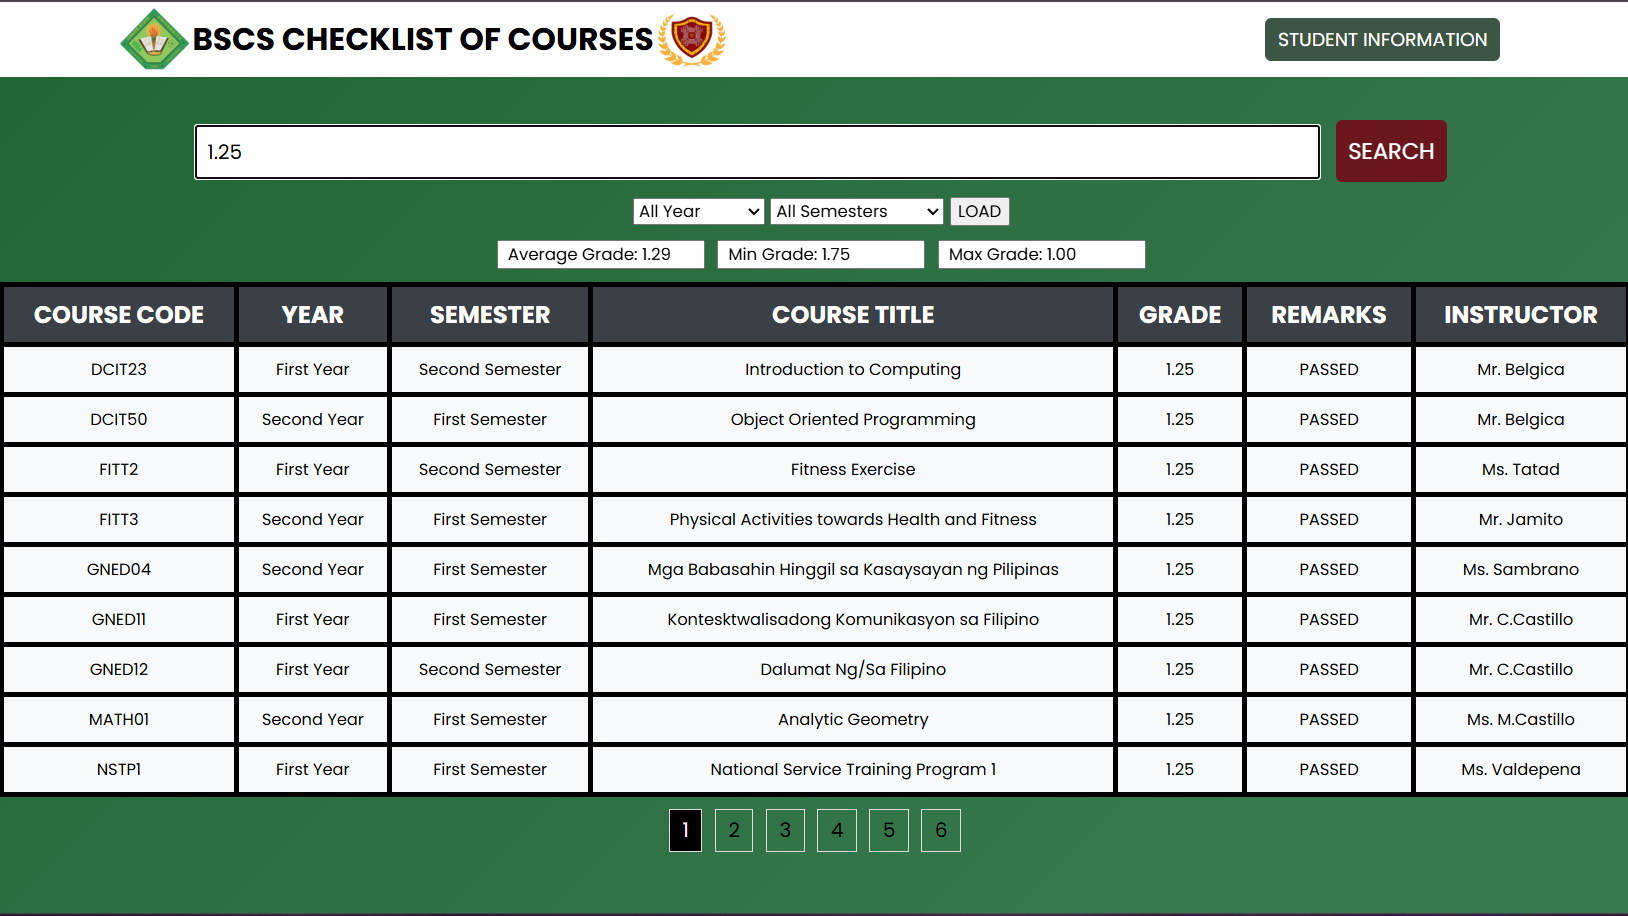 BSCS CHECKLIST OF COURSES
STUDENT INFORMATION
1.25
SEARCH
All Year All Semesters LOAD
Average Grade: 1.29 Min Grade: 1.75 Max Grade: 1.00
COURSE CODE YEAR SEMESTER COURSE TITLE GRADE REMARKS INSTRUCTOR
DCIT23 First Year Second Semester Introduction to Computing 1.25 PASSED Mr. Belgica
DCIT50 Second Year First Semester Object Oriented Programming 1.25 PASSED Mr. Belgica
FITT2 First Year Second Semester Fitness Exercise 1.25 PASSED Ms. Tatad
FITT3 Second Year First Semester Physical Activities towards Health and Fitness 1.25 PASSED Mr. Jamito
GNED04 Second Year First Semester Mga Babasahin Hinggil sa Kasaysayan ng Pilipinas 1.25 PASSED Ms. Sambrano
GNED11 First Year First Semester Kontesktwalisadong Komunikasyon sa Filipino 1.25 PASSED Mr. C.Castillo
GNED12 First Year Second Semester Dalumat Ng/Sa Filipino 1.25 PASSED Mr. C.Castillo
MATH01 Second Year First Semester Analytic Geometry 1.25 PASSED Ms. M.Castillo
NSTP1 First Year First Semester National Service Training Program 1 1.25 PASSED Ms. Valdepena
1 2 3 4 5 6